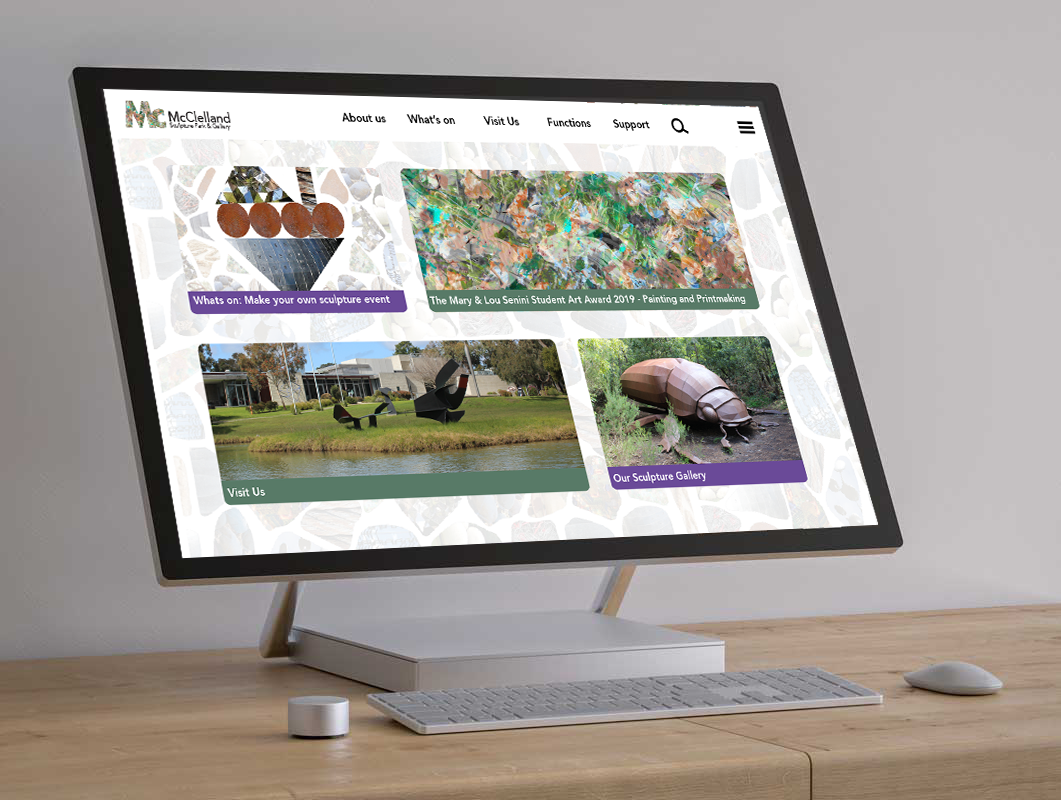 Mc McClelland
Sculpture Park & Gallery
About us What's on Visit Us Functions Support
Whats on: Make your own sculpture event
The Mary & Lou Senini Student Art Award 2019 - Painting and Printmaking
Visit Us
Our Sculpture Gallery